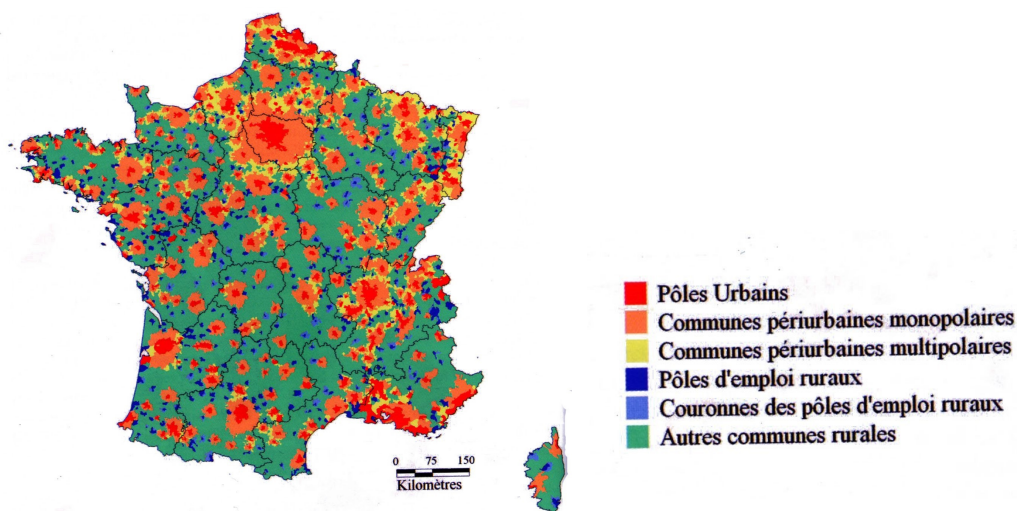 Pôles Urbains
Communes périurbaines monopolaires
Communes périurbaines multipolaires
Pôles d'emploi ruraux
Couronnes des pôles d'emploi ruraux
Autres communes rurales
0 75 150
Kilomètres